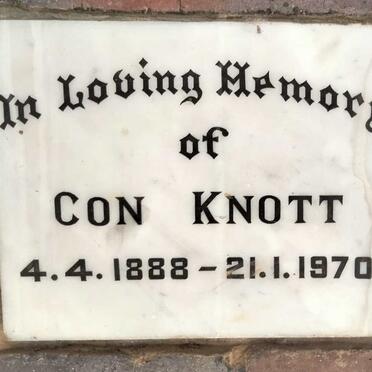 In Loving Memory
of
CON KNOTT
4.4.1888 - 21.1.1970